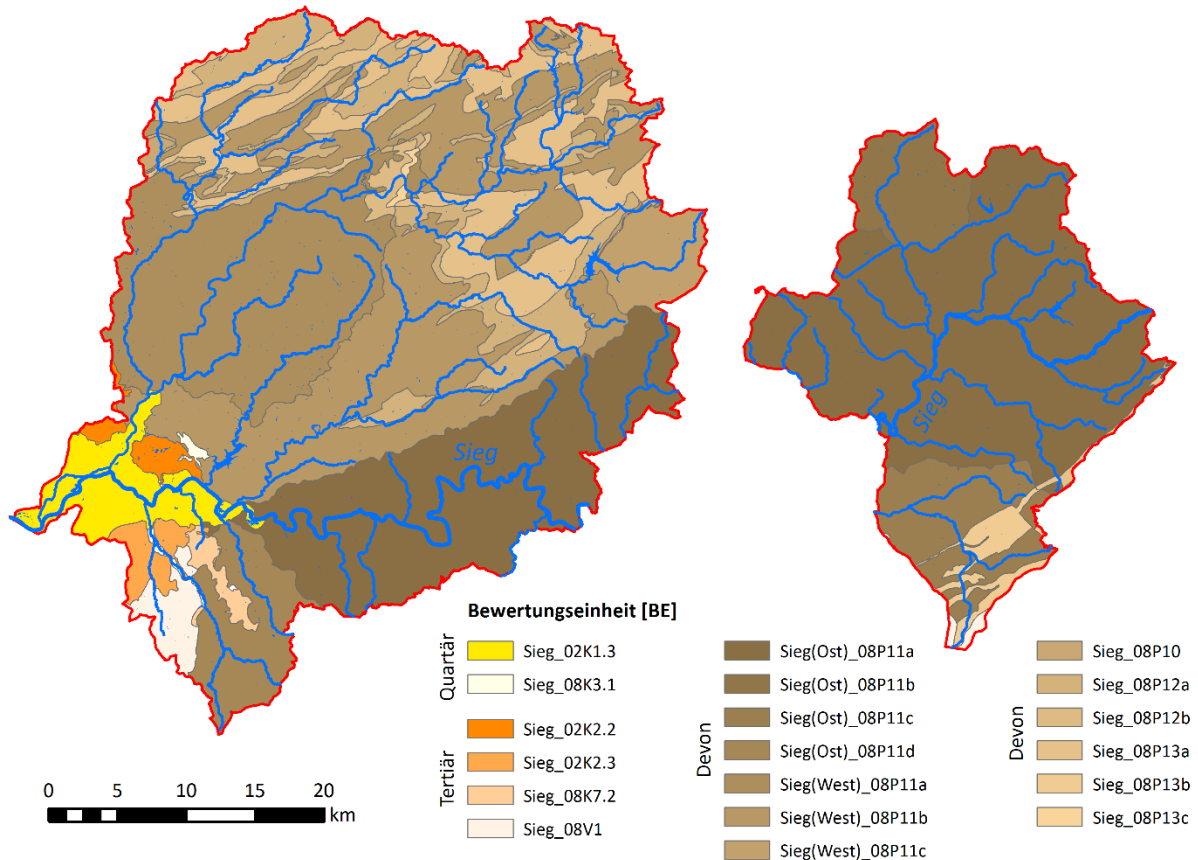 Sieg
Sieg
Bewertungseinheit [BE]
Quartär
Sieg_02K1.3
Sieg_08K3.1
Tertiär
Sieg_02K2.2
Sieg_02K2.3
Sieg_08K7.2
Sieg_08V1
Devon
Sieg(Ost)_08P11a
Sieg(Ost)_08P11b
Sieg(Ost)_08P11c
Sieg(Ost)_08P11d
Sieg(West)_08P11a
Sieg(West)_08P11b
Sieg(West)_08P11c
Devon
Sieg_08P10
Sieg_08P12a
Sieg_08P12b
Sieg_08P13a
Sieg_08P13b
Sieg_08P13c
0 5 10 15 20
km